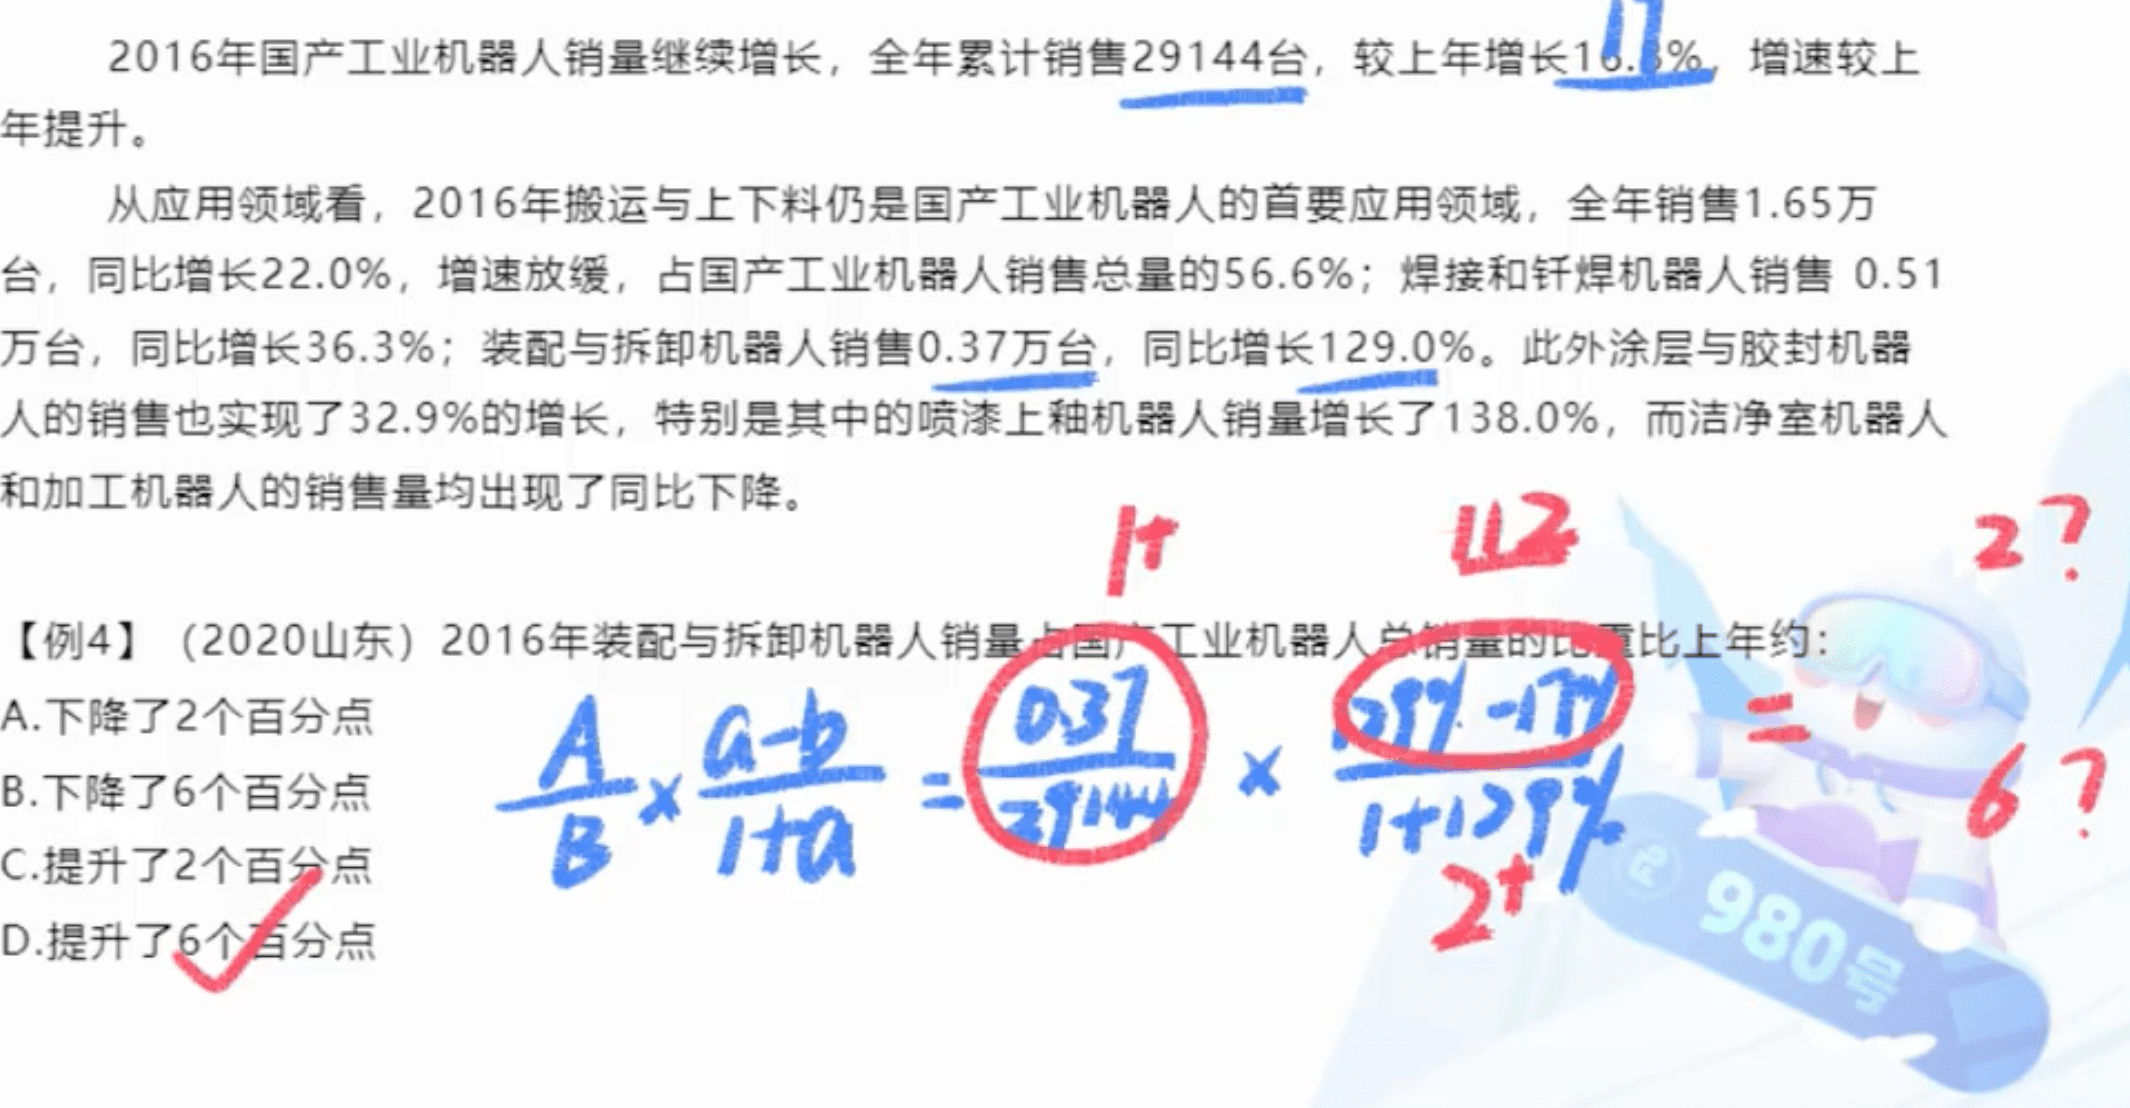 17
2016年国产工业机器人销量继续增长，全年累计销售29144台，较上年增长16.8%，增速较上
年提升。
从应用领域看，2016年搬运与上下料仍是国产工业机器人的首要应用领域，全年销售1.65万
台，同比增长22.0%，增速放缓，占国产工业机器人销售总量的56.6%；焊接和钎焊机器人销售 0.51
万台，同比增长36.3%；装配与拆卸机器人销售0.37万台，同比增长129.0%。此外涂层与胶封机器
人的销售也实现了32.9%的增长，特别是其中的喷漆上釉机器人销量增长了138.0%，而洁净室机器人
和加工机器人的销售量均出现了同比下降。
1+ 112 2?
【例4】（2020山东）2016年装配与拆卸机器人销量占国产工业机器人总销量的比重比上年约：
A.下降了2个百分点
A/B × a-b/1+a = 0.37/29144 × 129%-17%/1+129% =
B.下降了6个百分点
6?
C.提升了2个百分点
2+
D.提升了6个百分点
980号